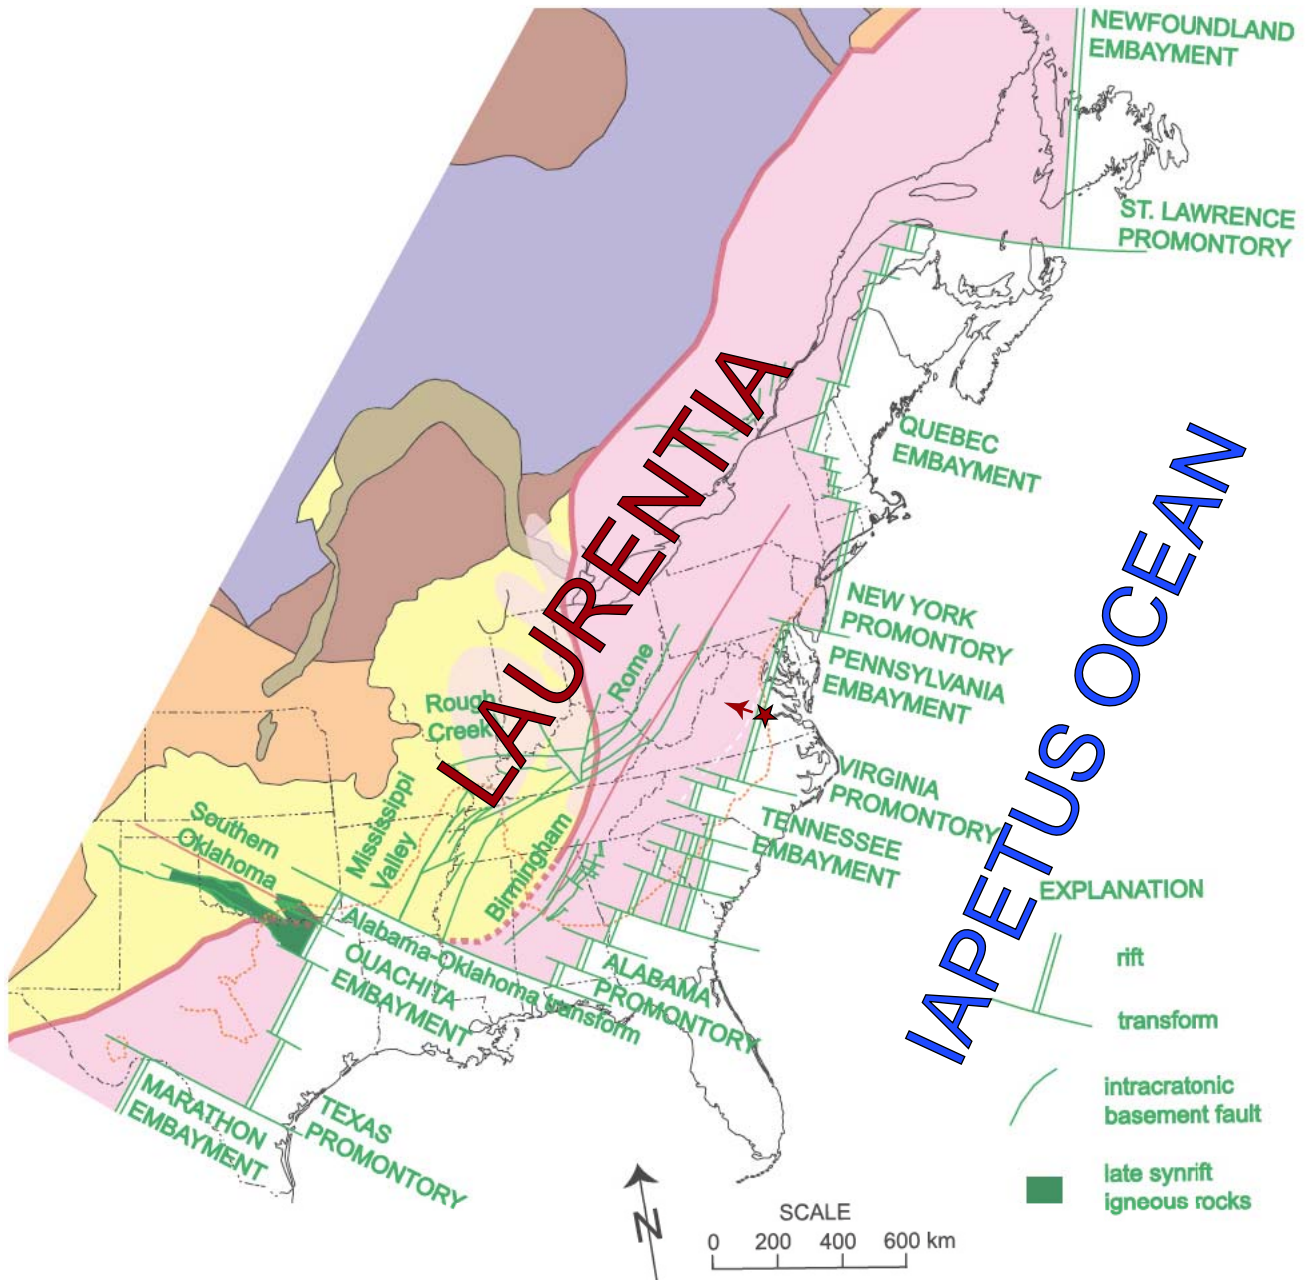 NEWFOUNDLAND
EMBAYMENT
ST. LAWRENCE
PROMONTORY
LAURENTIA
QUEBEC
EMBAYMENT
IAPETUS OCEAN
NEW YORK
PROMONTORY
PENNSYLVANIA
EMBAYMENT
Rome
Rough
Creek
VIRGINIA
PROMONTORY
TENNESSEE
EMBAYMENT
Mississippi
Valley
Southern
Oklahoma
Birmingham
Alabama-Oklahoma transform
OUACHITA
EMBAYMENT
ALABAMA
PROMONTORY
MARATHON
EMBAYMENT
TEXAS
PROMONTORY
EXPLANATION
rift
transform
intracratonic
basement fault
late synrift
igneous rocks
N
SCALE
0 200 400 600 km